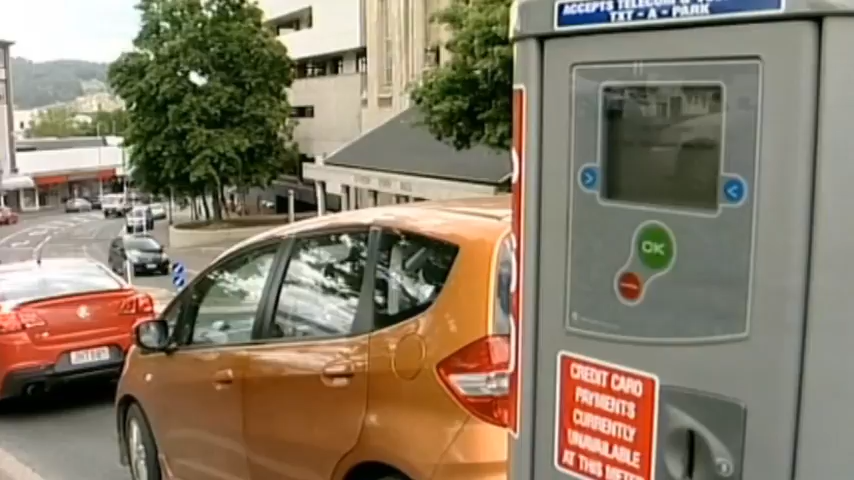 ACCEPTS TELECOM &
TXT - A - PARK
OK
CREDIT CARD
PAYMENTS
CURRENTLY
UNAVAILABLE
AT THIS METER